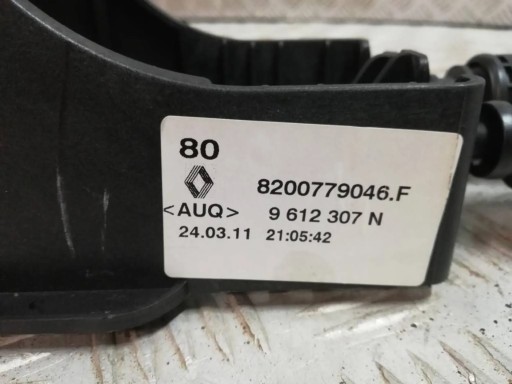 80
8200779046.F
<AUQ> 9 612 307 N
24.03.11 21:05:42